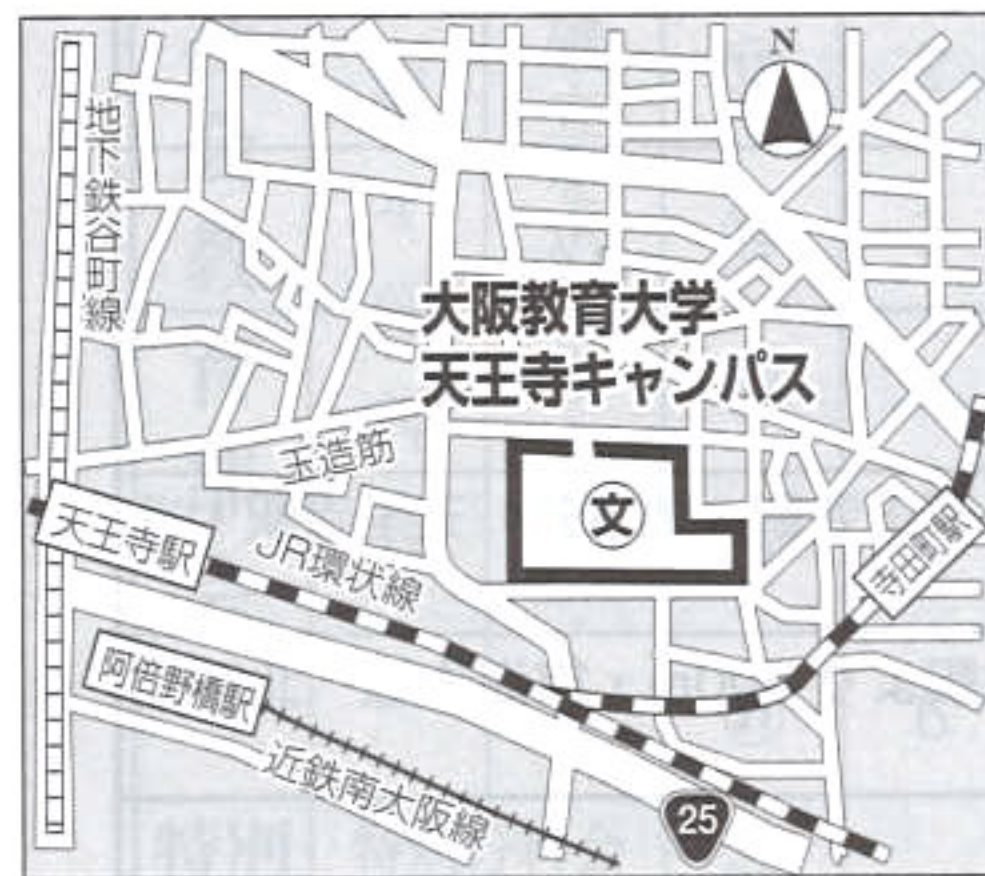 N
地下鉄谷町線
大阪教育大学
天王寺キャンパス
玉造筋
文
天王寺駅
JR環状線
寺田町駅
阿倍野橋駅
近鉄南大阪線
25